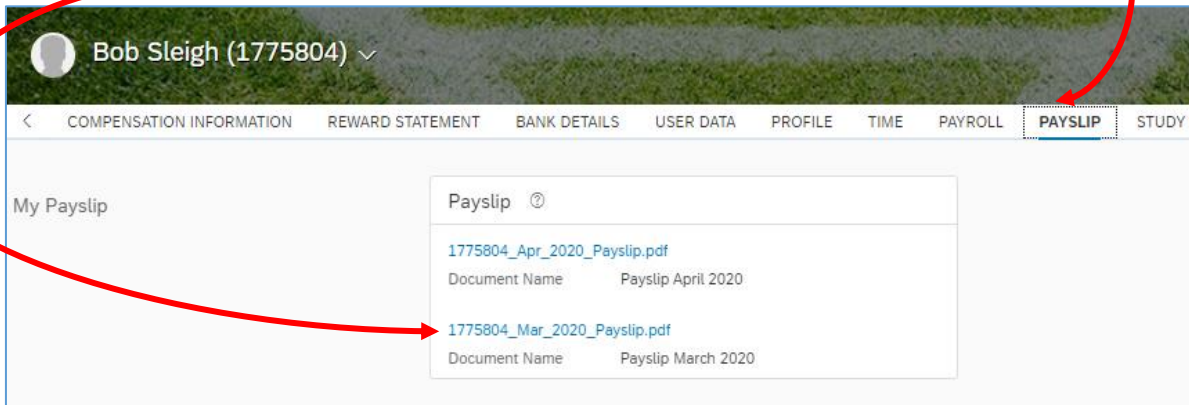 Bob Sleigh (1775804)
COMPENSATION INFORMATION REWARD STATEMENT BANK DETAILS USER DATA PROFILE TIME PAYROLL PAYSLIP STUDY
My Payslip
Payslip ?
1775804_Apr_2020_Payslip.pdf
Document Name Payslip April 2020
1775804_Mar_2020_Payslip.pdf
Document Name Payslip March 2020